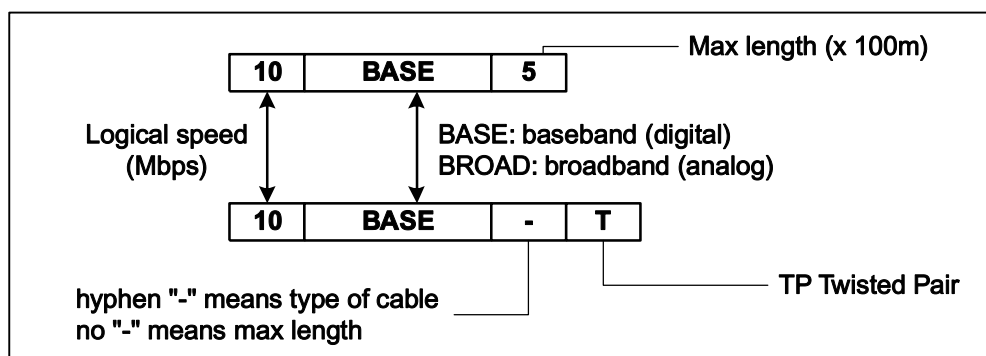 Max length (x 100m)
10 BASE 5
Logical speed
(Mbps)
BASE: baseband (digital)
BROAD: broadband (analog)
10 BASE - T
TP Twisted Pair
hyphen "-" means type of cable
no "-" means max length